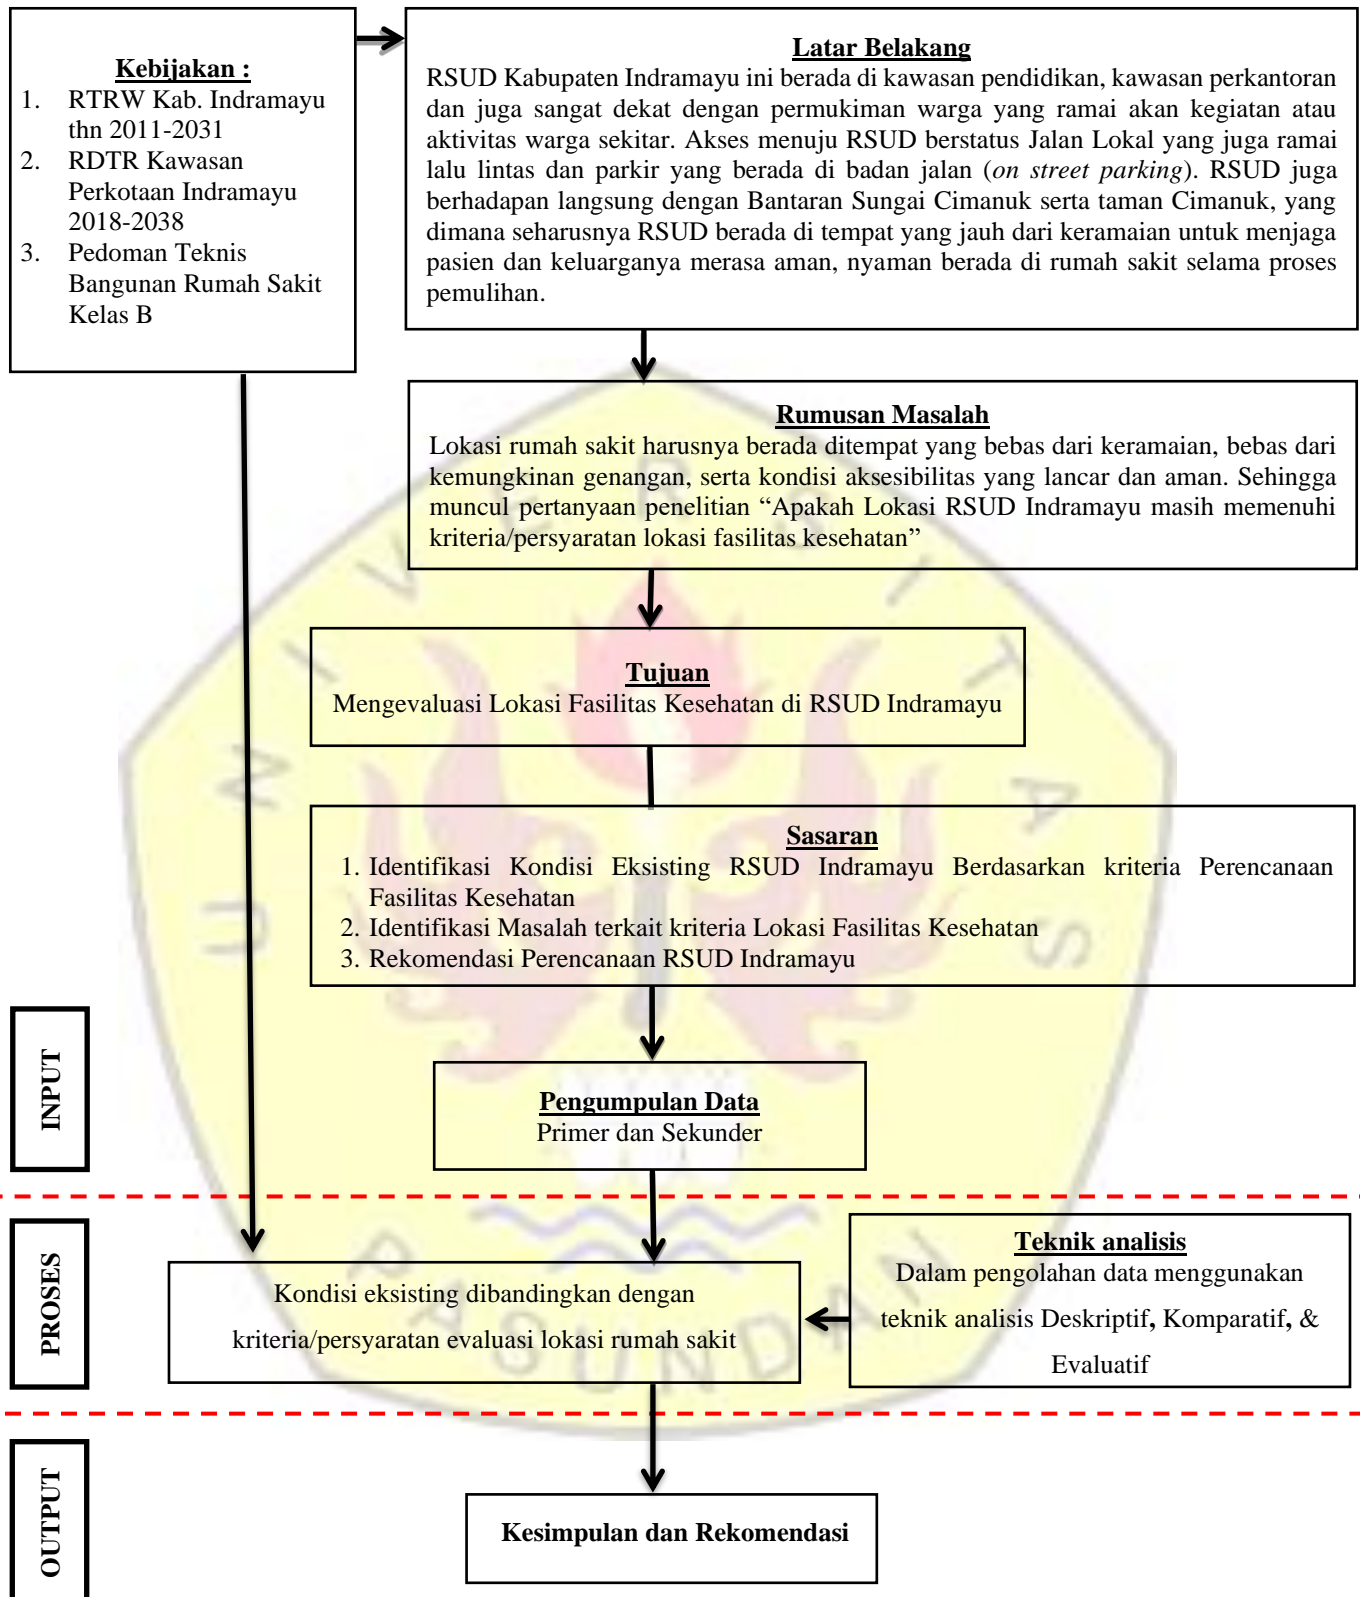 Kebijakan :
1. RTRW Kab. Indramayu
thn 2011-2031
2. RDTR Kawasan
Perkotaan Indramayu
2018-2038
3. Pedoman Teknis
Bangunan Rumah Sakit
Kelas B
Latar Belakang
RSUD Kabupaten Indramayu ini berada di kawasan pendidikan, kawasan perkantoran
dan juga sangat dekat dengan permukiman warga yang ramai akan kegiatan atau
aktivitas warga sekitar. Akses menuju RSUD berstatus Jalan Lokal yang juga ramai
lalu lintas dan parkir yang berada di badan jalan (on street parking). RSUD juga
berhadapan langsung dengan Bantaran Sungai Cimanuk serta taman Cimanuk, yang
dimana seharusnya RSUD berada di tempat yang jauh dari keramaian untuk menjaga
pasien dan keluarganya merasa aman, nyaman berada di rumah sakit selama proses
pemulihan.
Rumusan Masalah
Lokasi rumah sakit harusnya berada ditempat yang bebas dari keramaian, bebas dari
kemungkinan genangan, serta kondisi aksesibilitas yang lancar dan aman. Sehingga
muncul pertanyaan penelitian “Apakah Lokasi RSUD Indramayu masih memenuhi
kriteria/persyaratan lokasi fasilitas kesehatan”
Tujuan
Mengevaluasi Lokasi Fasilitas Kesehatan di RSUD Indramayu
Sasaran
1. Identifikasi Kondisi Eksisting RSUD Indramayu Berdasarkan kriteria Perencanaan
Fasilitas Kesehatan
2. Identifikasi Masalah terkait kriteria Lokasi Fasilitas Kesehatan
3. Rekomendasi Perencanaan RSUD Indramayu
INPUT
Pengumpulan Data
Primer dan Sekunder
PROSES
Kondisi eksisting dibandingkan dengan
kriteria/persyaratan evaluasi lokasi rumah sakit
Teknik analisis
Dalam pengolahan data menggunakan
teknik analisis Deskriptif, Komparatif, &
Evaluatif
OUTPUT
Kesimpulan dan Rekomendasi
UNIVERSITAS
PASUNDAN